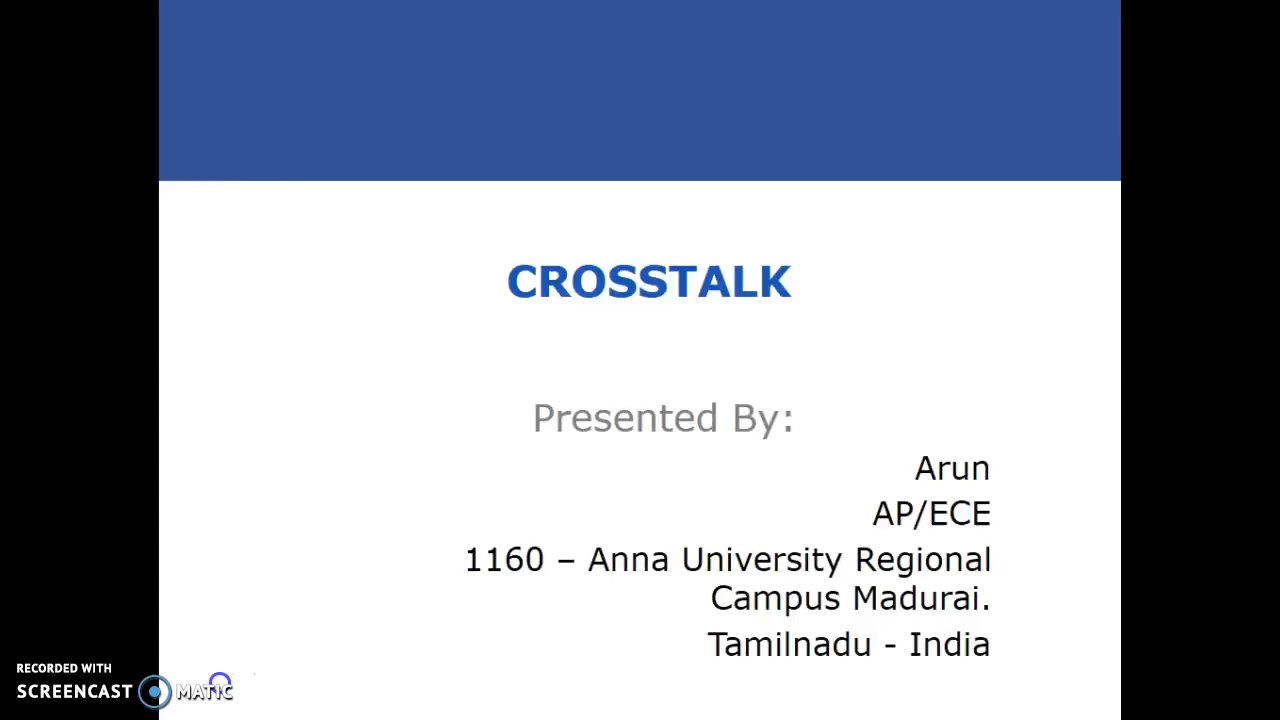 CROSSTALK
Presented By:
Arun
AP/ECE
1160 – Anna University Regional
Campus Madurai.
Tamilnadu - India
RECORDED WITH
SCREENCAST MATIC